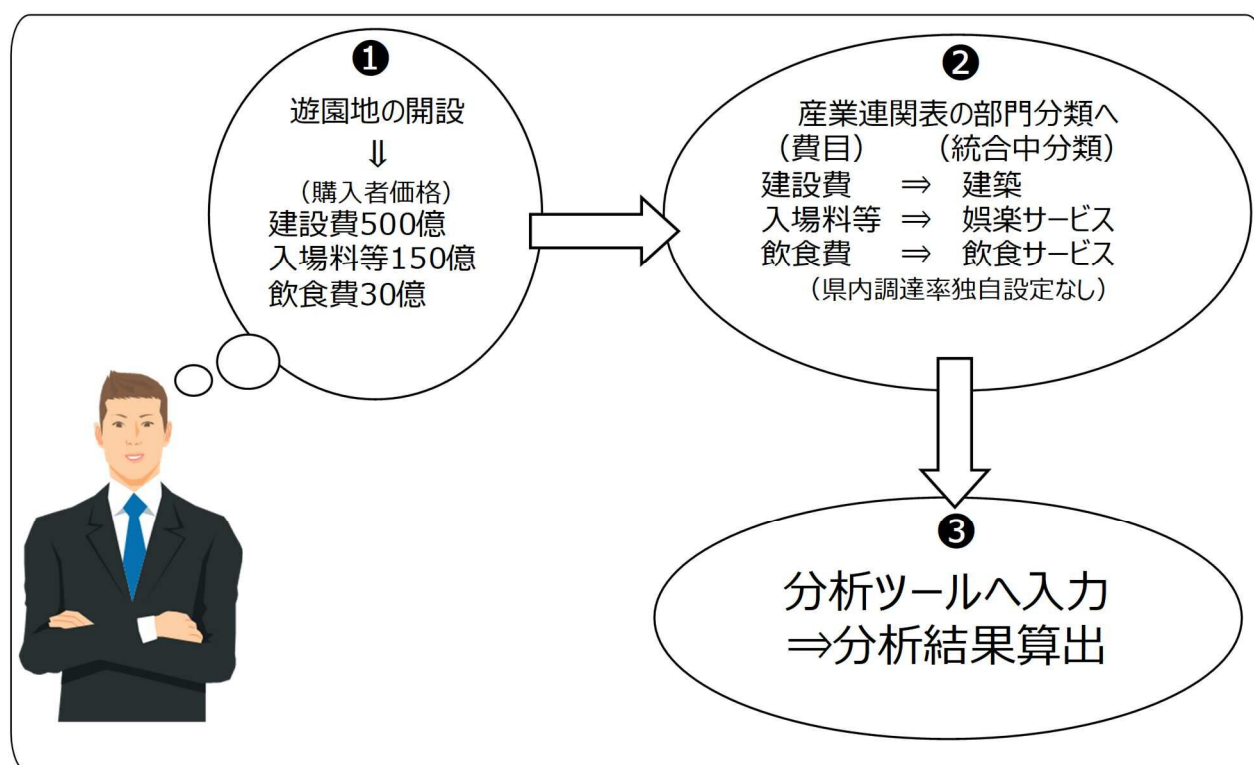 ❶
遊園地の開設
⇓
（購入者価格）
建設費500億
入場料等150億
飲食費30億
❷
産業連関表の部門分類へ
（費目） （統合中分類）
建設費 ⇒ 建築
入場料等 ⇒ 娯楽サービス
飲食費 ⇒ 飲食サービス
（県内調達率独自設定なし）
❸
分析ツールへ入力
⇒分析結果算出